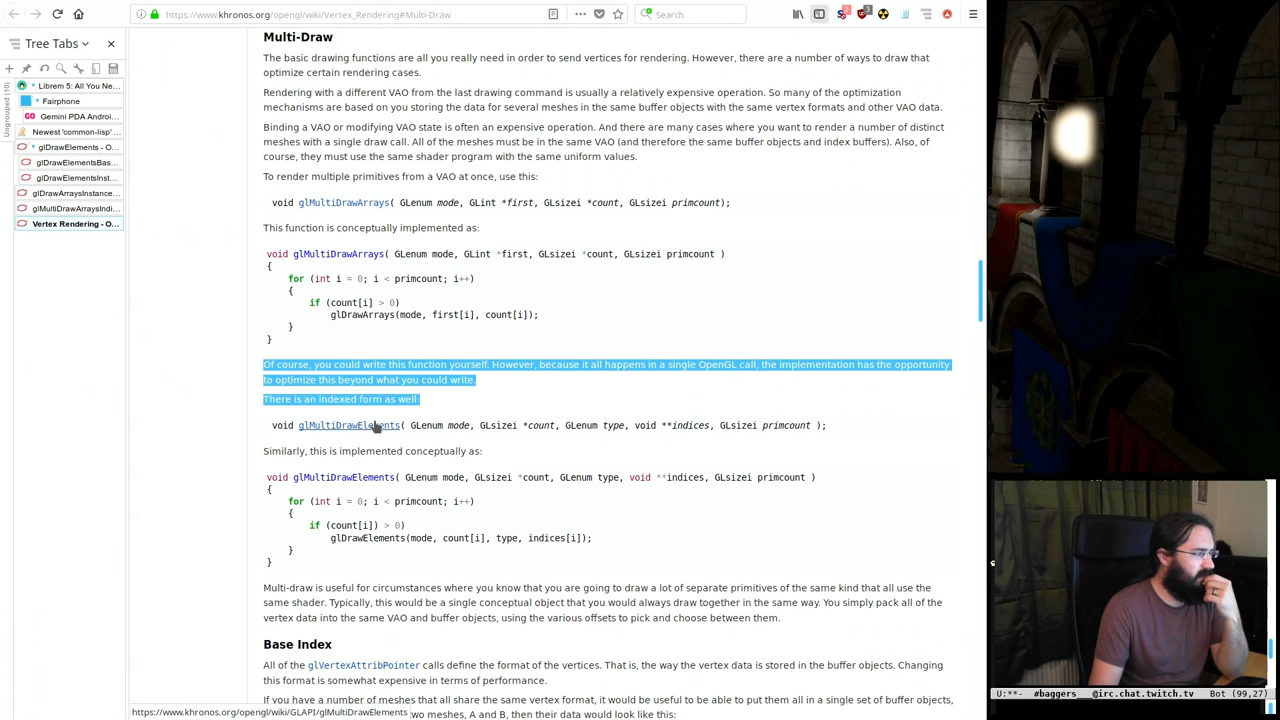 https://www.khronos.org/opengl/wiki/Vertex_Rendering#Multi-Draw
Search
2
3
Tree Tabs
Ungrouped (10)
Librem 5: All You Ne...
Fairphone
GO Gemini PDA Androi...
Newest 'common-lisp' ...
glDrawElements - O...
glDrawElementsBas...
glDrawElementsInst...
glDrawArraysInstance...
glMultiDrawArraysIndi...
Vertex Rendering - O...
Multi-Draw
The basic drawing functions are all you really need in order to send vertices for rendering. However, there are a number of ways to draw that
optimize certain rendering cases.
Rendering with a different VAO from the last drawing command is usually a relatively expensive operation. So many of the optimization
mechanisms are based on you storing the data for several meshes in the same buffer objects with the same vertex formats and other VAO data.
Binding a VAO or modifying VAO state is often an expensive operation. And there are many cases where you want to render a number of distinct
meshes with a single draw call. All of the meshes must be in the same VAO (and therefore the same buffer objects and index buffers). Also, of
course, they must use the same shader program with the same uniform values.
To render multiple primitives from a VAO at once, use this:
void glMultiDrawArrays( GLenum mode, GLint *first, GLsizei *count, GLsizei primcount);
This function is conceptually implemented as:
void glMultiDrawArrays( GLenum mode, GLint *first, GLsizei *count, GLsizei primcount )
{
for (int i = 0; i < primcount; i++)
{
if (count[i] > 0)
glDrawArrays(mode, first[i], count[i]);
}
}
Of course, you could write this function yourself. However, because it all happens in a single OpenGL call, the implementation has the opportunity
to optimize this beyond what you could write.
There is an indexed form as well:
void glMultiDrawElements( GLenum mode, GLsizei *count, GLenum type, void **indices, GLsizei primcount );
Similarly, this is implemented conceptually as:
void glMultiDrawElements( GLenum mode, GLsizei *count, GLenum type, void **indices, GLsizei primcount )
{
for (int i = 0; i < primcount; i++)
{
if (count[i]) > 0)
glDrawElements(mode, count[i], type, indices[i]);
}
}
Multi-draw is useful for circumstances where you know that you are going to draw a lot of separate primitives of the same kind that all use the
same shader. Typically, this would be a single conceptual object that you would always draw together in the same way. You simply pack all of the
vertex data into the same VAO and buffer objects, using the various offsets to pick and choose between them.
Base Index
All of the glVertexAttribPointer calls define the format of the vertices. That is, the way the vertex data is stored in the buffer objects. Changing
this format is somewhat expensive in terms of performance.
If you have a number of meshes that all share the same vertex format, it would be useful to be able to put them all in a single set of buffer objects,
two meshes, A and B, then their data would look like this:
https://www.khronos.org/opengl/wiki/GLAPI/glMultiDrawElements
U:**- #baggers __@irc.chat.twitch.tv Bot (99,27)